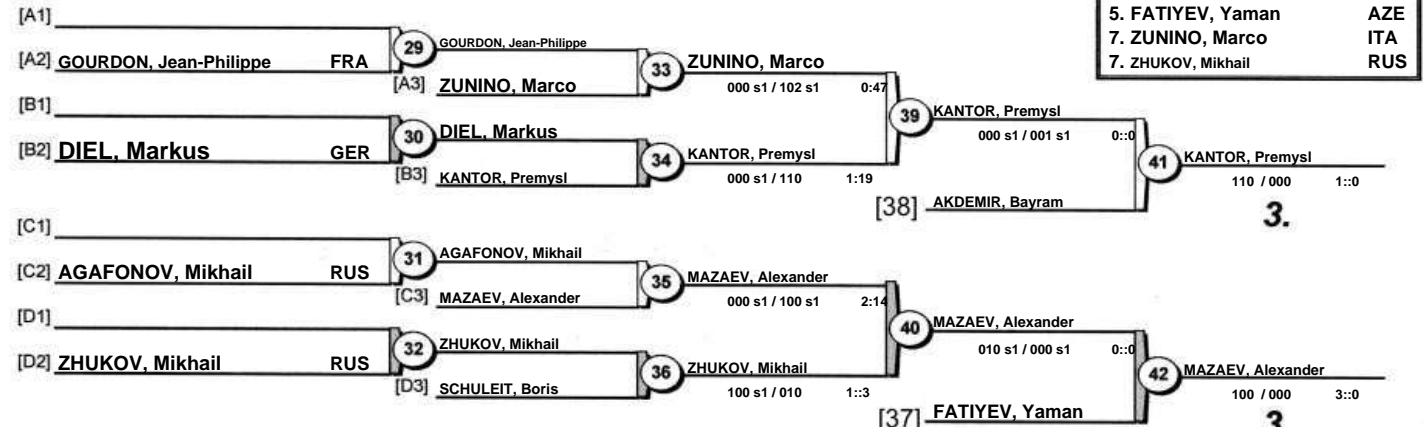 5. FATIYEV, Yaman AZE
7. ZUNINO, Marco ITA
7. ZHUKOV, Mikhail RUS
[A1]
[A2] GOURDON, Jean-Philippe FRA
29
GOURDON, Jean-Philippe
[A3] ZUNINO, Marco
33
ZUNINO, Marco
000 s1 / 102 s1 0:47
[B1]
[B2] DIEL, Markus GER
30
DIEL, Markus
[B3] KANTOR, Premysl
34
KANTOR, Premysl
000 s1 / 110 1:19
39
KANTOR, Premysl
000 s1 / 001 s1 0::0
[38] AKDEMIR, Bayram
41
KANTOR, Premysl
110 / 000 1::0
3.
[C1]
[C2] AGAFONOV, Mikhail RUS
31
AGAFONOV, Mikhail
[C3] MAZAEV, Alexander
35
MAZAEV, Alexander
000 s1 / 100 s1 2:14
[D1]
[D2] ZHUKOV, Mikhail RUS
32
ZHUKOV, Mikhail
[D3] SCHULEIT, Boris
36
ZHUKOV, Mikhail
100 s1 / 010 1::3
40
MAZAEV, Alexander
010 s1 / 000 s1 0::0
[37] FATIYEV, Yaman
42
MAZAEV, Alexander
100 / 000 3::0
3.